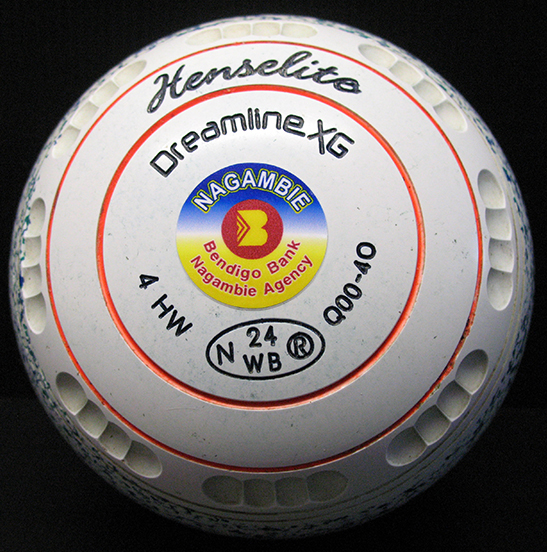 Henselite
Dreamline XG
NAGAMBIE
B
Bendigo Bank
Nagambie Agency
4 HW
Q00-40
N 24 ®
WB